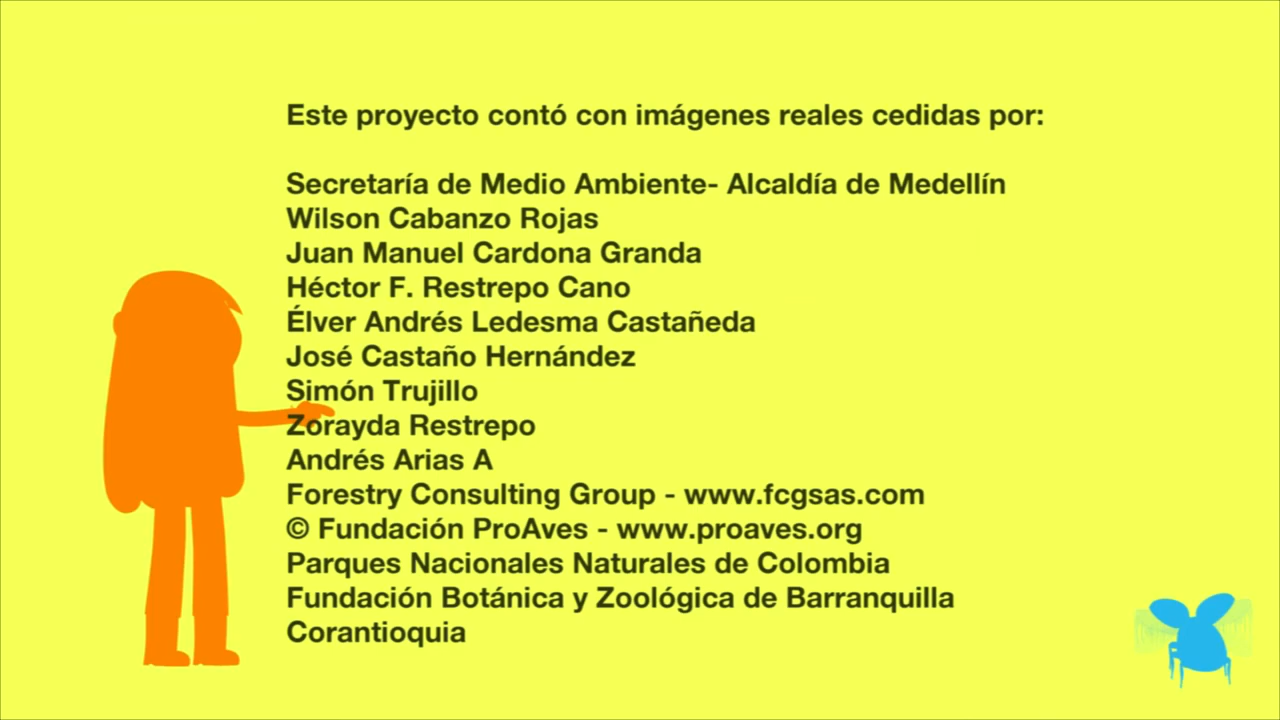 Este proyecto contó con imágenes reales cedidas por:
Secretaría de Medio Ambiente- Alcaldía de Medellín
Wilson Cabanzo Rojas
Juan Manuel Cardona Granda
Héctor F. Restrepo Cano
Élver Andrés Ledesma Castañeda
José Castaño Hernández
Simón Trujillo
Zorayda Restrepo
Andrés Arias A
Forestry Consulting Group - www.fcgsas.com
© Fundación ProAves - www.proaves.org
Parques Nacionales Naturales de Colombia
Fundación Botánica y Zoológica de Barranquilla
Corantioquia